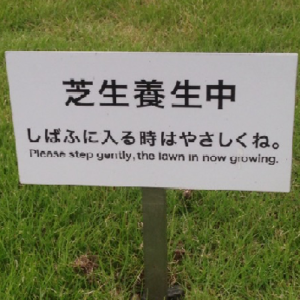 芝生養生中
しばふに入る時はやさしくね。
Please step gently, the lawn in now growing.